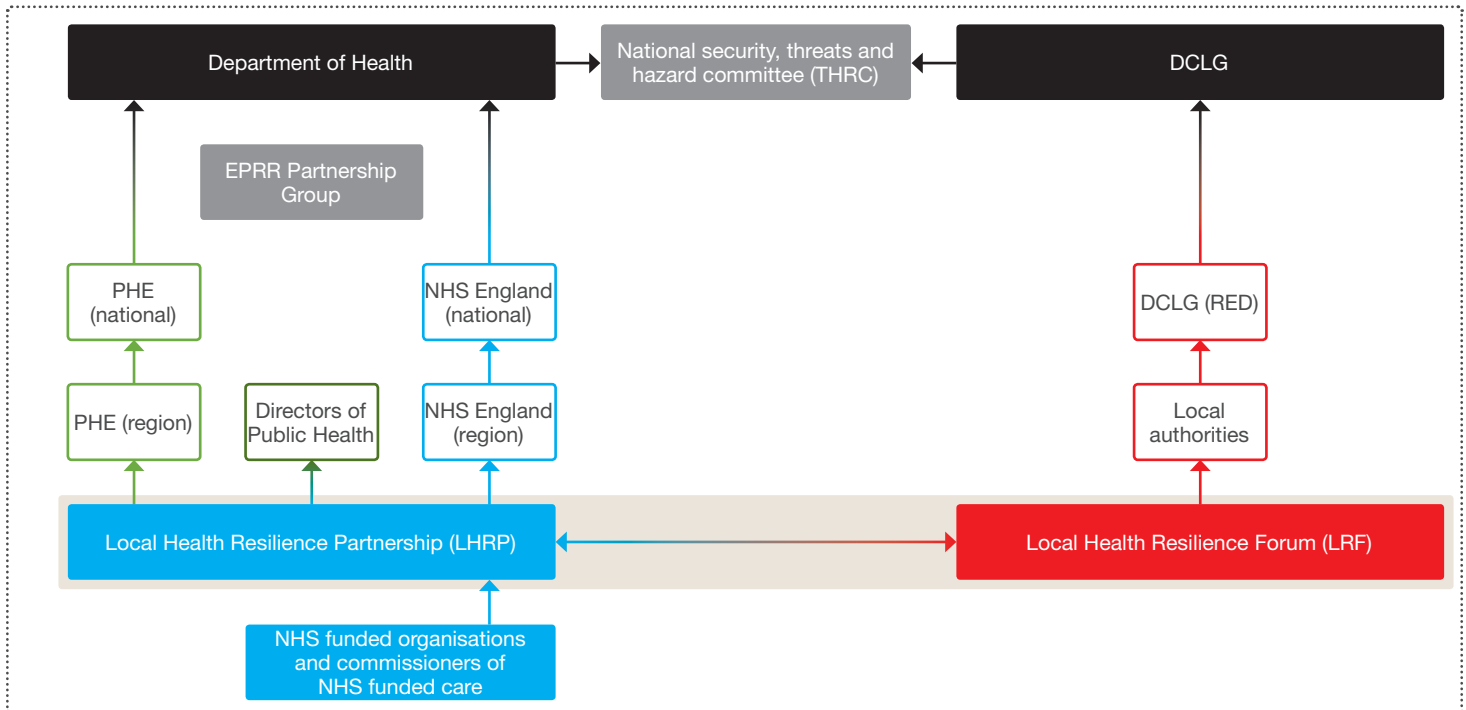 Department of Health
National security, threats and
hazard committee (THRC)
DCLG
EPRR Partnership
Group
PHE
(national)
NHS England
(national)
DCLG (RED)
PHE (region)
Directors of
Public Health
NHS England
(region)
Local
authorities
Local Health Resilience Partnership (LHRP)
Local Health Resilience Forum (LRF)
NHS funded organisations
and commissioners of
NHS funded care